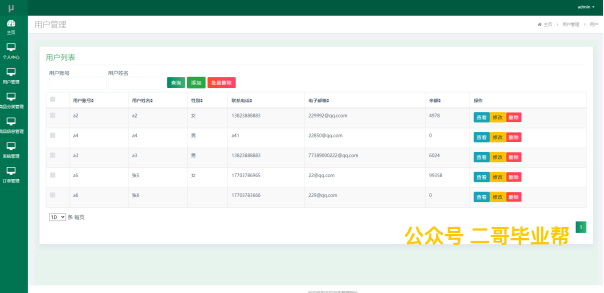 μ
admin
主页
用户管理
主页 > 用户管理 > 用户
个人中心
用户管理
商品分类管理
商品信息管理
系统管理
订单管理
用户列表
用户账号 用户姓名
查询 添加 批量删除
用户账号 用户姓名 性别 联系电话 电子邮箱 余额 操作
a2 a2 女 13823888883 229992@qq.com 4978 查看 修改 删除
a4 a4 男 a41 22850@qq.com 0 查看 修改 删除
a3 a3 男 13823888883 77389000222@qq.com 6024 查看 修改 删除
a5 张5 女 17703786905 22@qq.com 99358 查看 修改 删除
a6 张6 17703783666 229@qq.com 0 查看 修改 删除
10 条 每页
1
公众号 二哥毕业帮